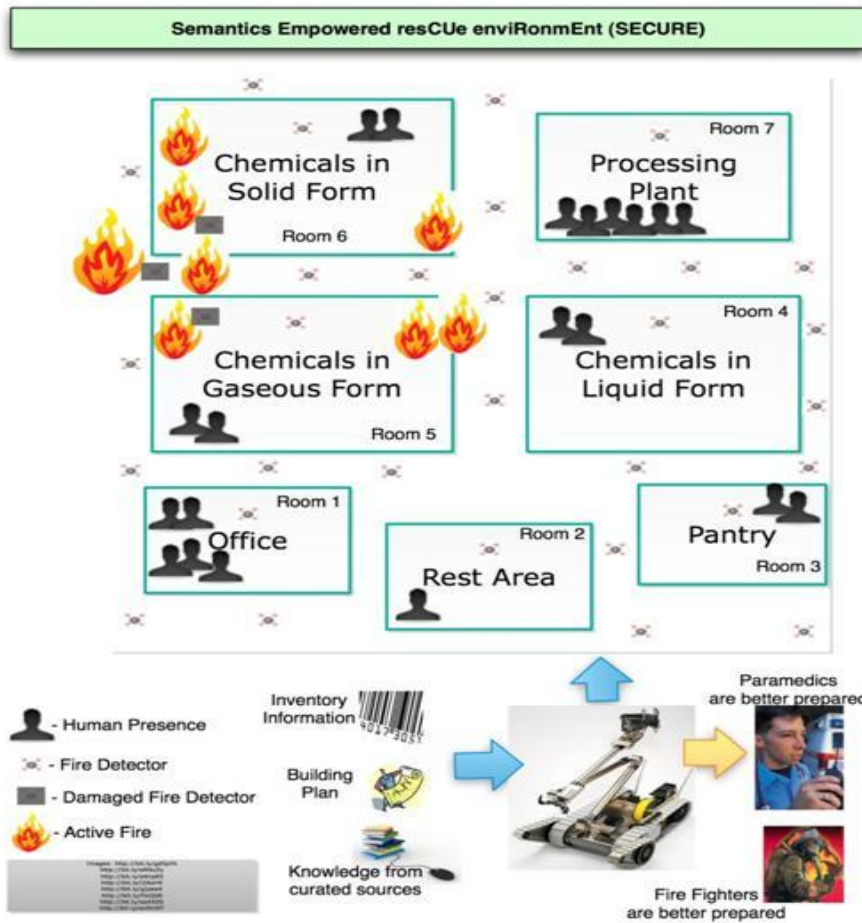 Semantics Empowered resCUe enviRonmEnt (SECURE)
Room 7
Chemicals in
Solid Form
Processing
Plant
Room 6
Room 4
Chemicals in
Gaseous Form
Chemicals in
Liquid Form
Room 5
Room 1
Office
Room 2
Rest Area
Pantry
Room 3
Inventory
Information
Paramedics
are better prepared
- Human Presence
- Fire Detector
Building
Plan
- Damaged Fire Detector
- Active Fire
Knowledge from
curated sources
Fire Fighters
are better prepared